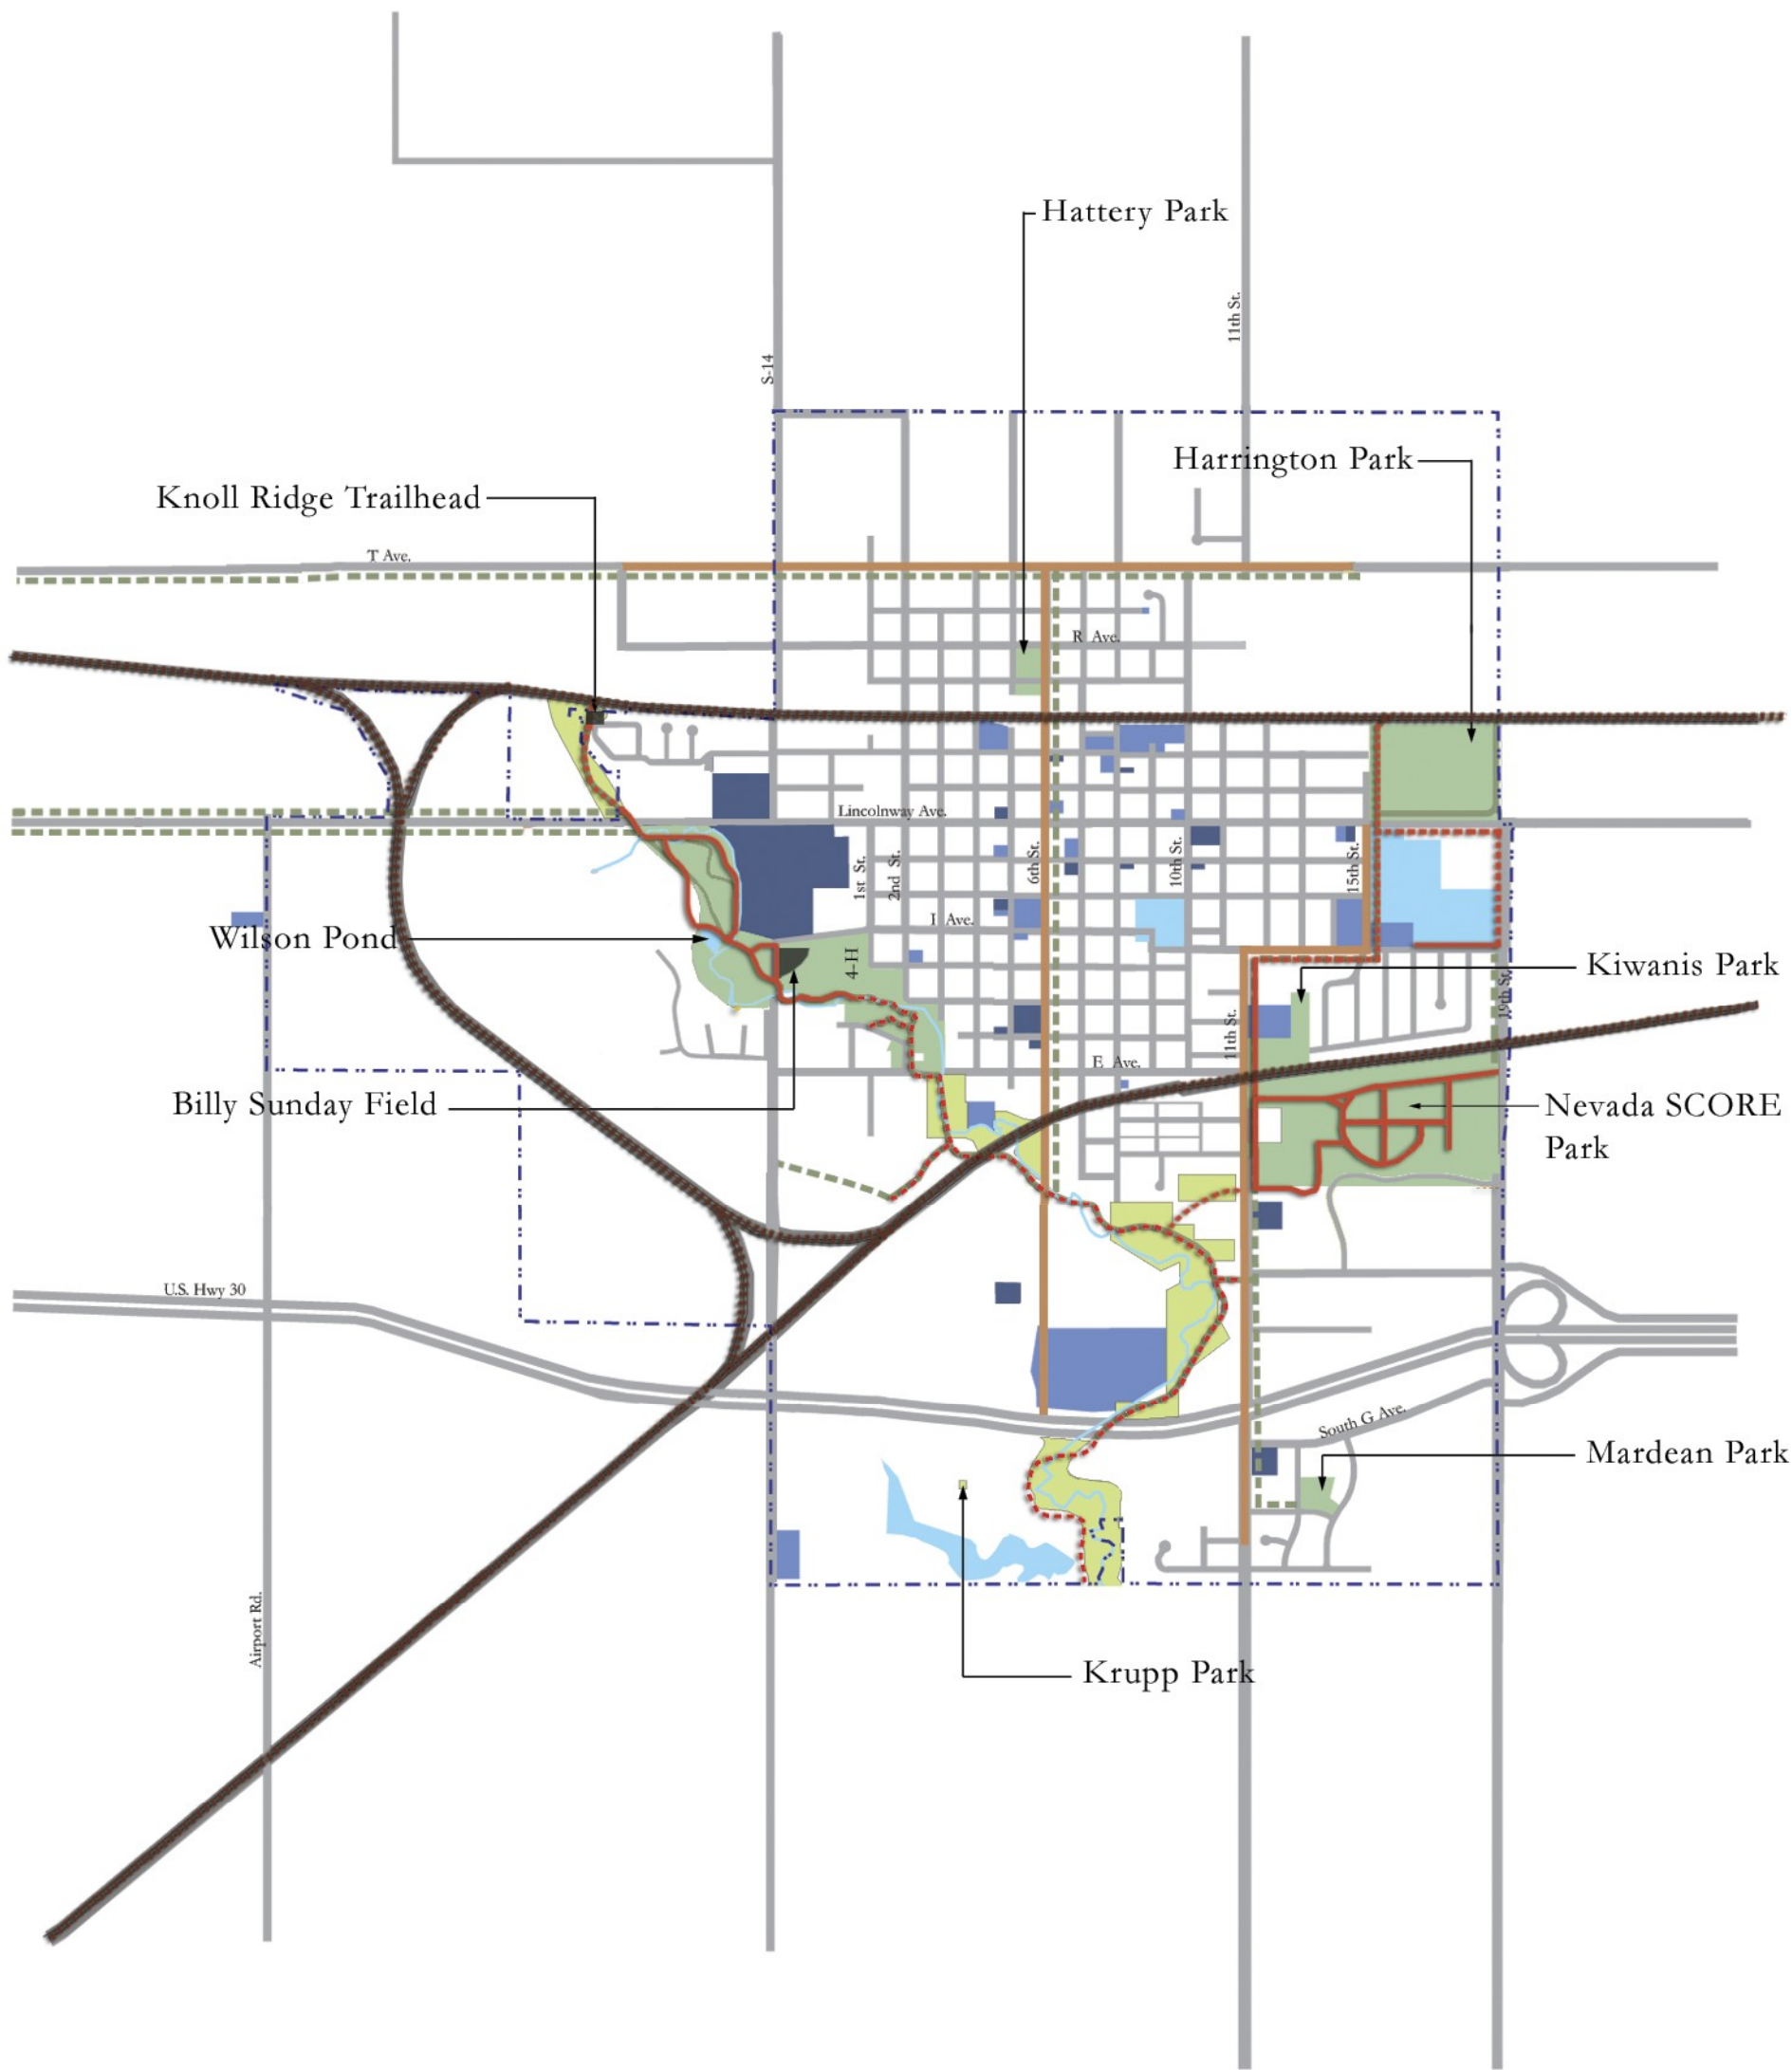 Hattery Park
11th St.
S-14
Harrington Park
Knoll Ridge Trailhead
T Ave.
R Ave.
Lincolnway Ave.
1st St.
2nd St.
6th St.
10th St.
15th St.
I Ave.
Wilson Pond
4-H
Kiwanis Park
19th St.
11th St.
E Ave.
Billy Sunday Field
Nevada SCORE
Park
U.S. Hwy 30
South G Ave.
Mardean Park
Airport Rd.
Krupp Park